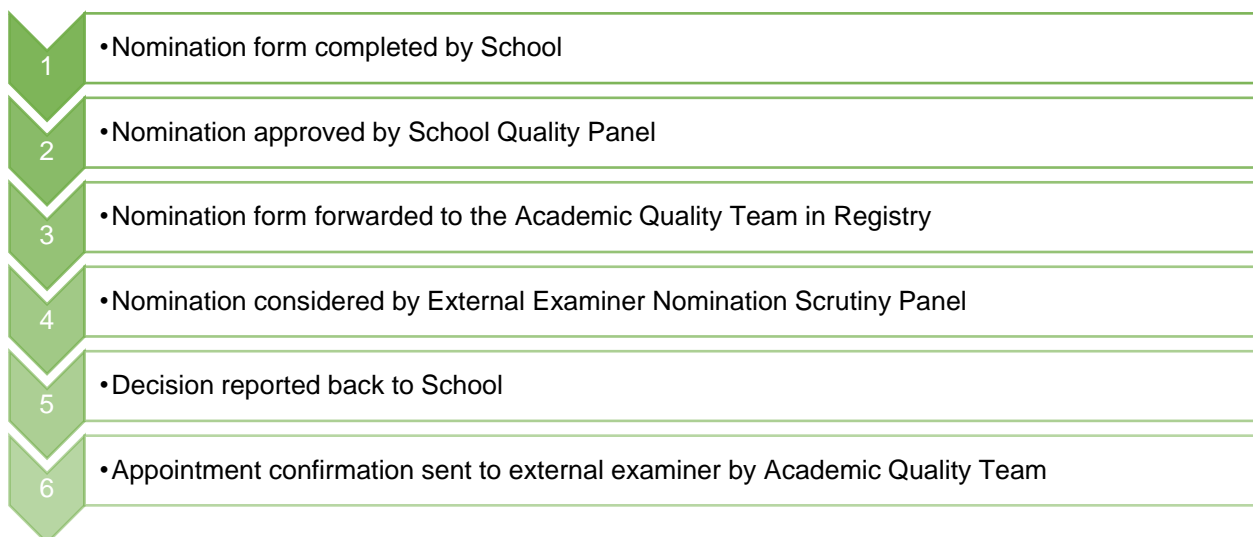 1
•Nomination form completed by School
2
•Nomination approved by School Quality Panel
3
•Nomination form forwarded to the Academic Quality Team in Registry
4
•Nomination considered by External Examiner Nomination Scrutiny Panel
5
•Decision reported back to School
6
•Appointment confirmation sent to external examiner by Academic Quality Team